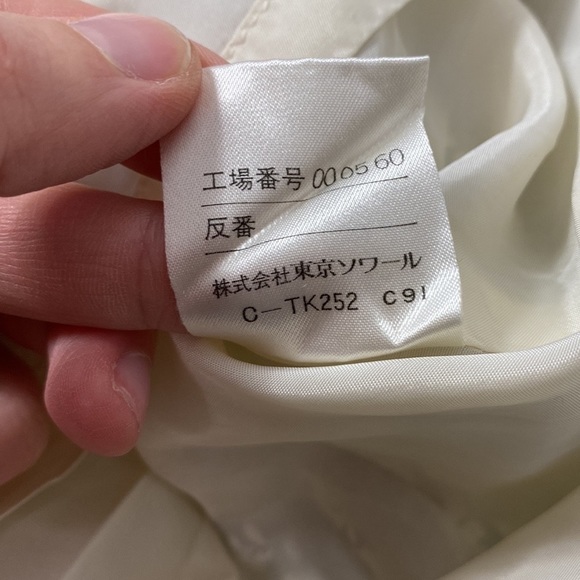 工場番号 000560
反番
株式会社東京ソワール
C—TK252 C91